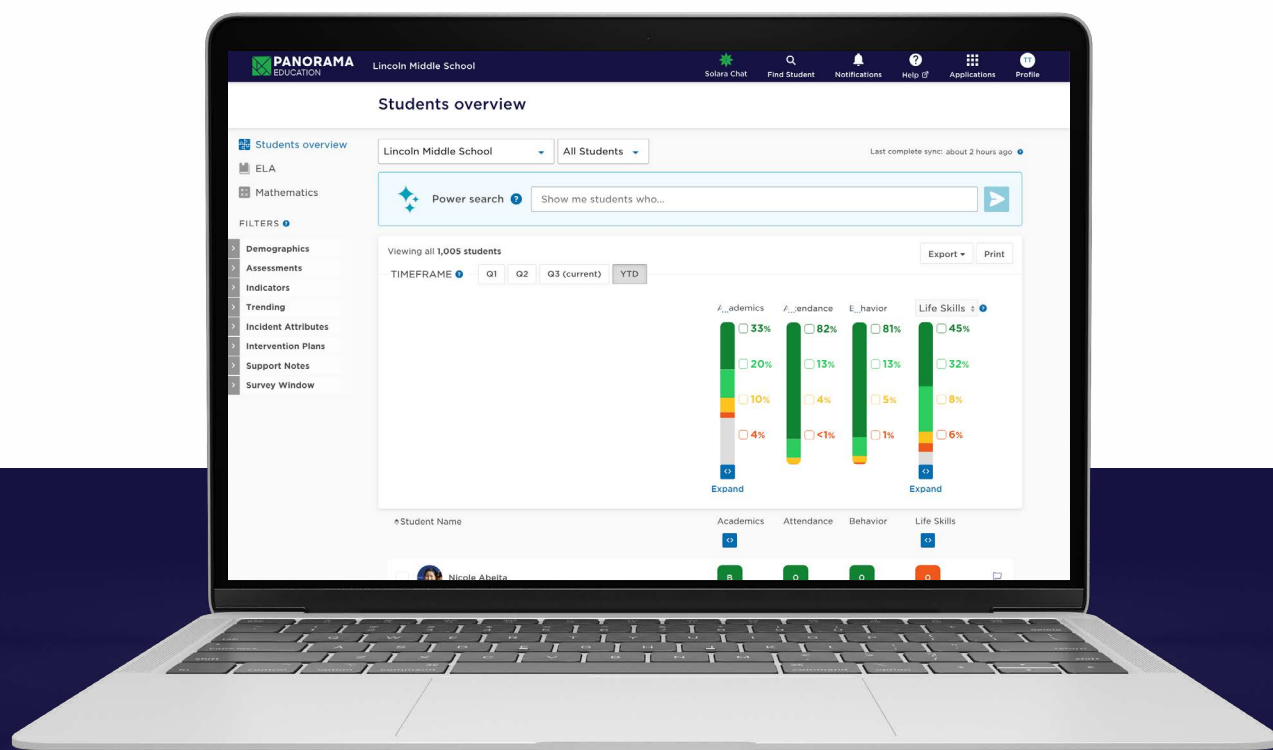 PANORAMA
EDUCATION
Lincoln Middle School
Solara Chat
Find Student
Notifications
Help
Applications
TT
Profile
Students overview
Students overview
ELA
Mathematics
FILTERS
Demographics
Assessments
Indicators
Trending
Incident Attributes
Intervention Plans
Support Notes
Survey Window
Lincoln Middle School
All Students
Last complete sync: about 2 hours ago
Power search
Show me students who...
Viewing all 1,005 students
Export
Print
TIMEFRAME
Q1
Q2
Q3 (current)
YTD
A...ademics
A...endance
E...havior
Life Skills
33%
82%
81%
45%
20%
13%
13%
32%
10%
4%
5%
8%
4%
<1%
1%
6%
Expand
Expand
Student Name
Academics
Attendance
Behavior
Life Skills
Nicole Abeita
B
0
0
0